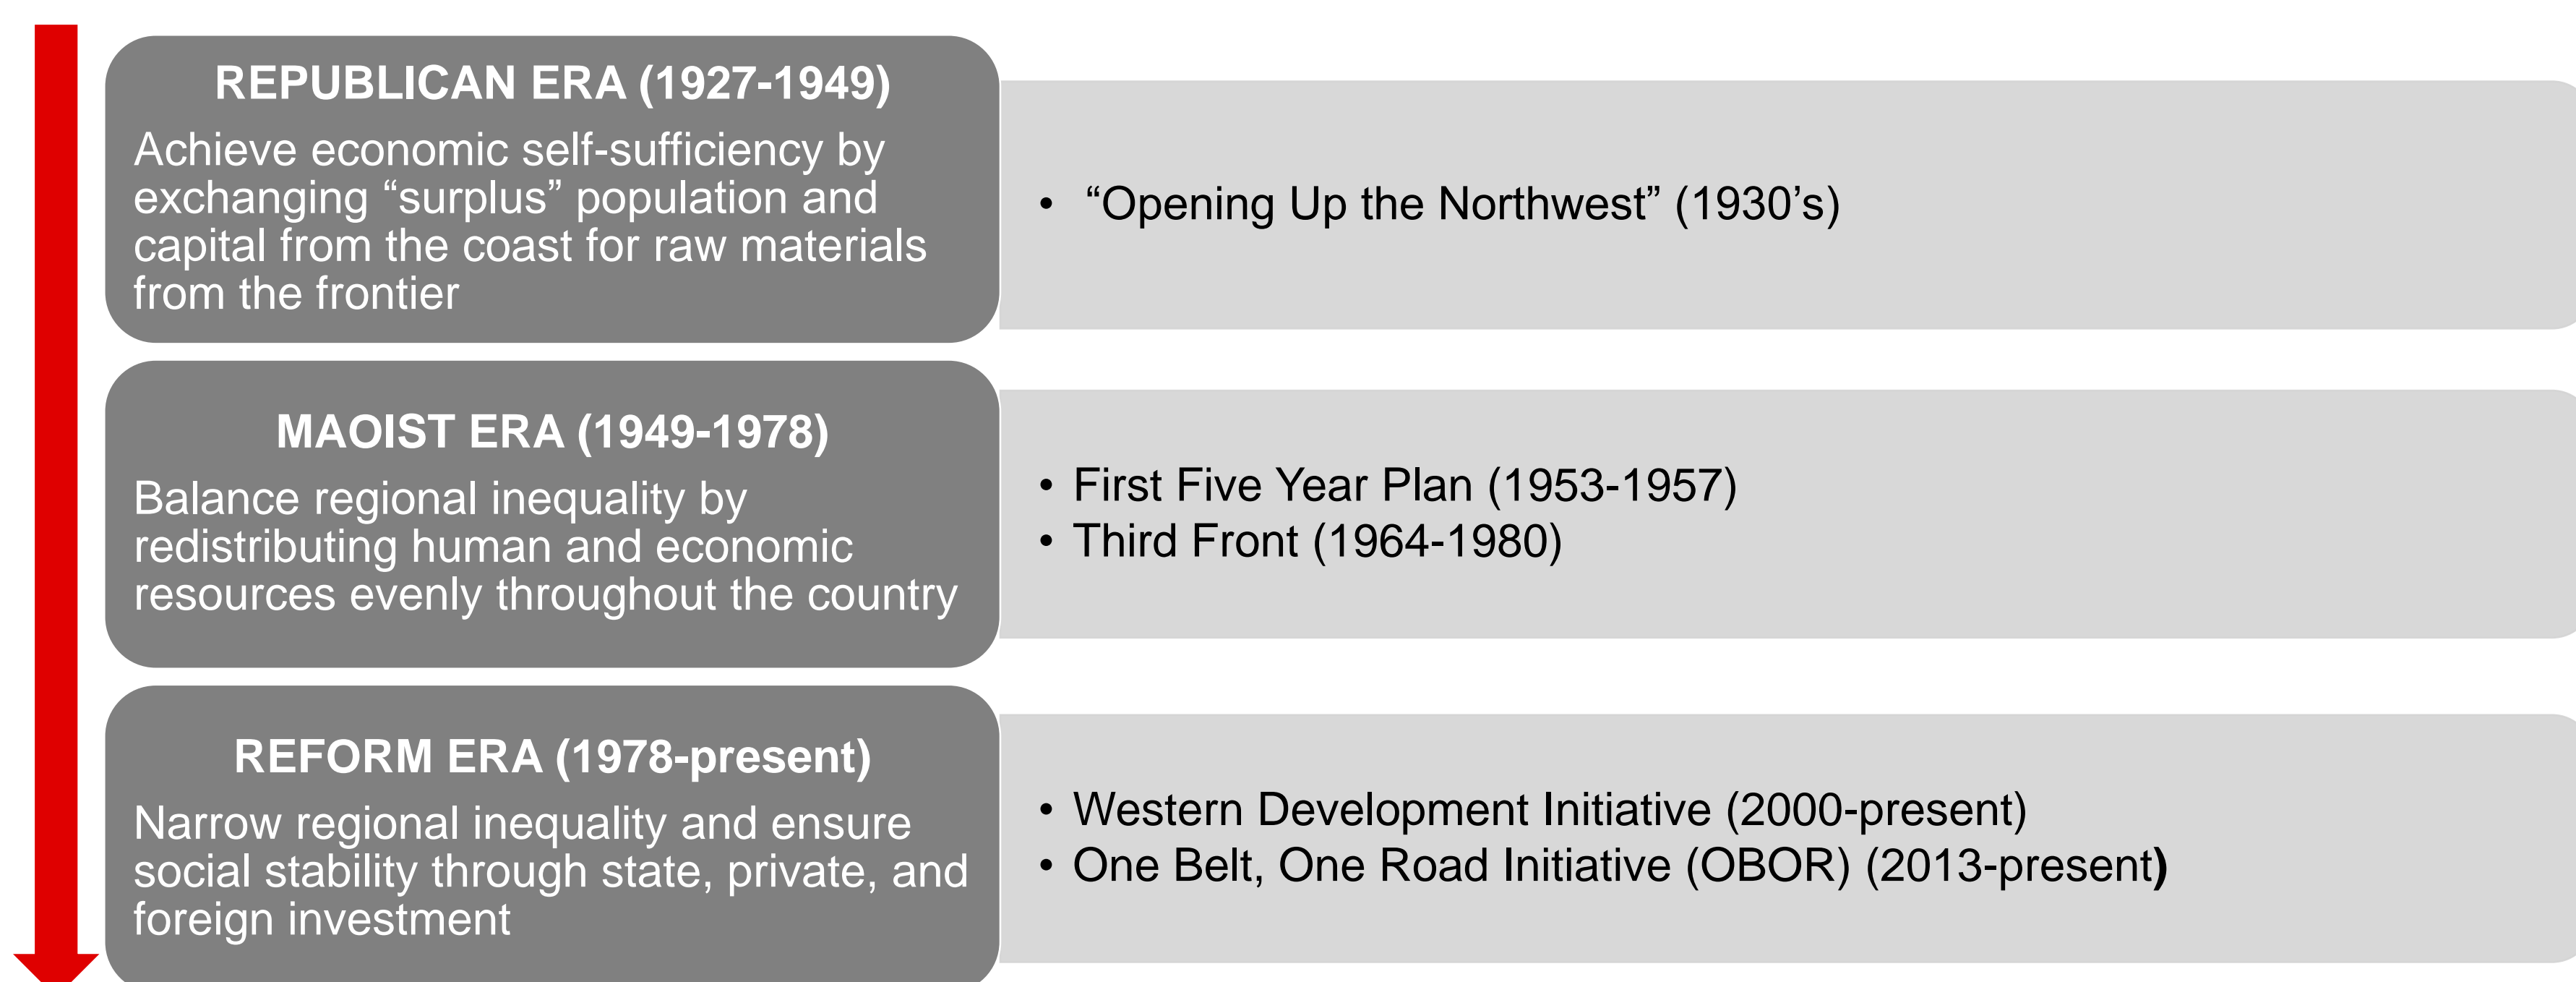 REPUBLICAN ERA (1927-1949)
Achieve economic self-sufficiency by
exchanging “surplus” population and
capital from the coast for raw materials
from the frontier
• “Opening Up the Northwest” (1930’s)
MAOIST ERA (1949-1978)
Balance regional inequality by
redistributing human and economic
resources evenly throughout the country
• First Five Year Plan (1953-1957)
• Third Front (1964-1980)
REFORM ERA (1978-present)
Narrow regional inequality and ensure
social stability through state, private, and
foreign investment
• Western Development Initiative (2000-present)
• One Belt, One Road Initiative (OBOR) (2013-present)